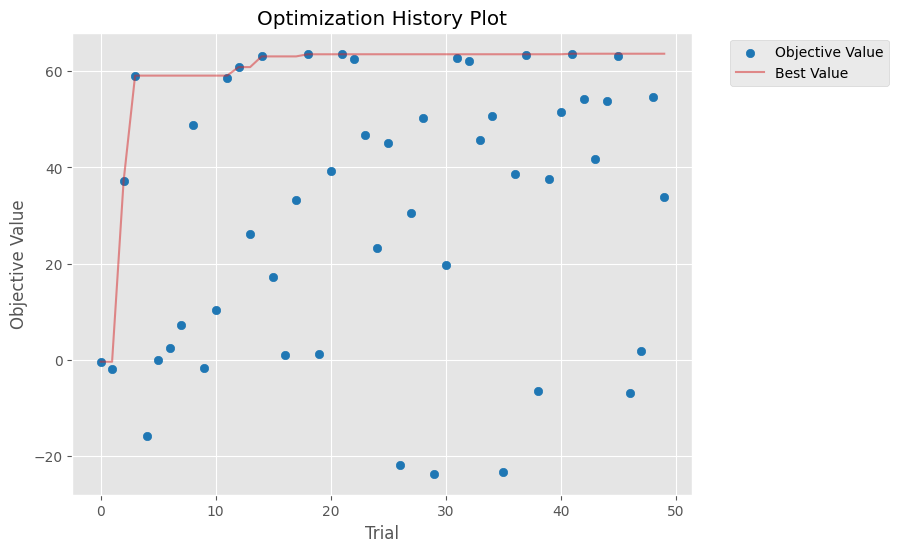 Optimization History Plot
Objective Value
Best Value
Objective Value
60
40
20
0
−20
0 10 20 30 40 50
Trial